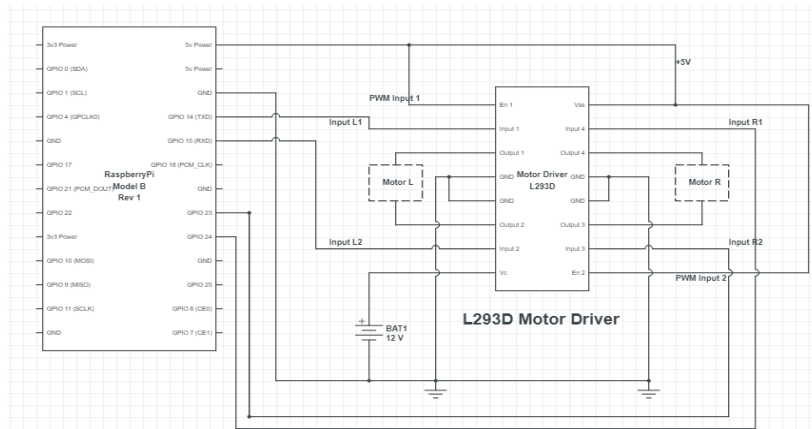 3v3 Power
GPIO 0 (SDA)
GPIO 1 (SCL)
GPIO 4 (GPCLK0)
GND
GPIO 17
GPIO 21 (PCM_DOUT)
GPIO 22
3v3 Power
GPIO 10 (MOSI)
GPIO 9 (MISO)
GPIO 11 (SCLK)
GND
RaspberryPi
Model B
Rev 1
5v Power
5v Power
GND
GPIO 14 (TXD)
GPIO 15 (RXD)
GPIO 18 (PCM_CLK)
GND
GPIO 23
GPIO 24
GND
GPIO 25
GPIO 8 (CE0)
GPIO 7 (CE1)
PWM Input 1
Input L1
Motor L
Input L2
+
BAT1
12 V
En 1
Input 1
Output 1
GND
GND
Output 2
Input 2
Vc
Motor Driver
L293D
Vss
Input 4
Output 4
GND
GND
Output 3
Input 3
En 2
+5V
Input R1
Motor R
Input R2
PWM Input 2
L293D Motor Driver